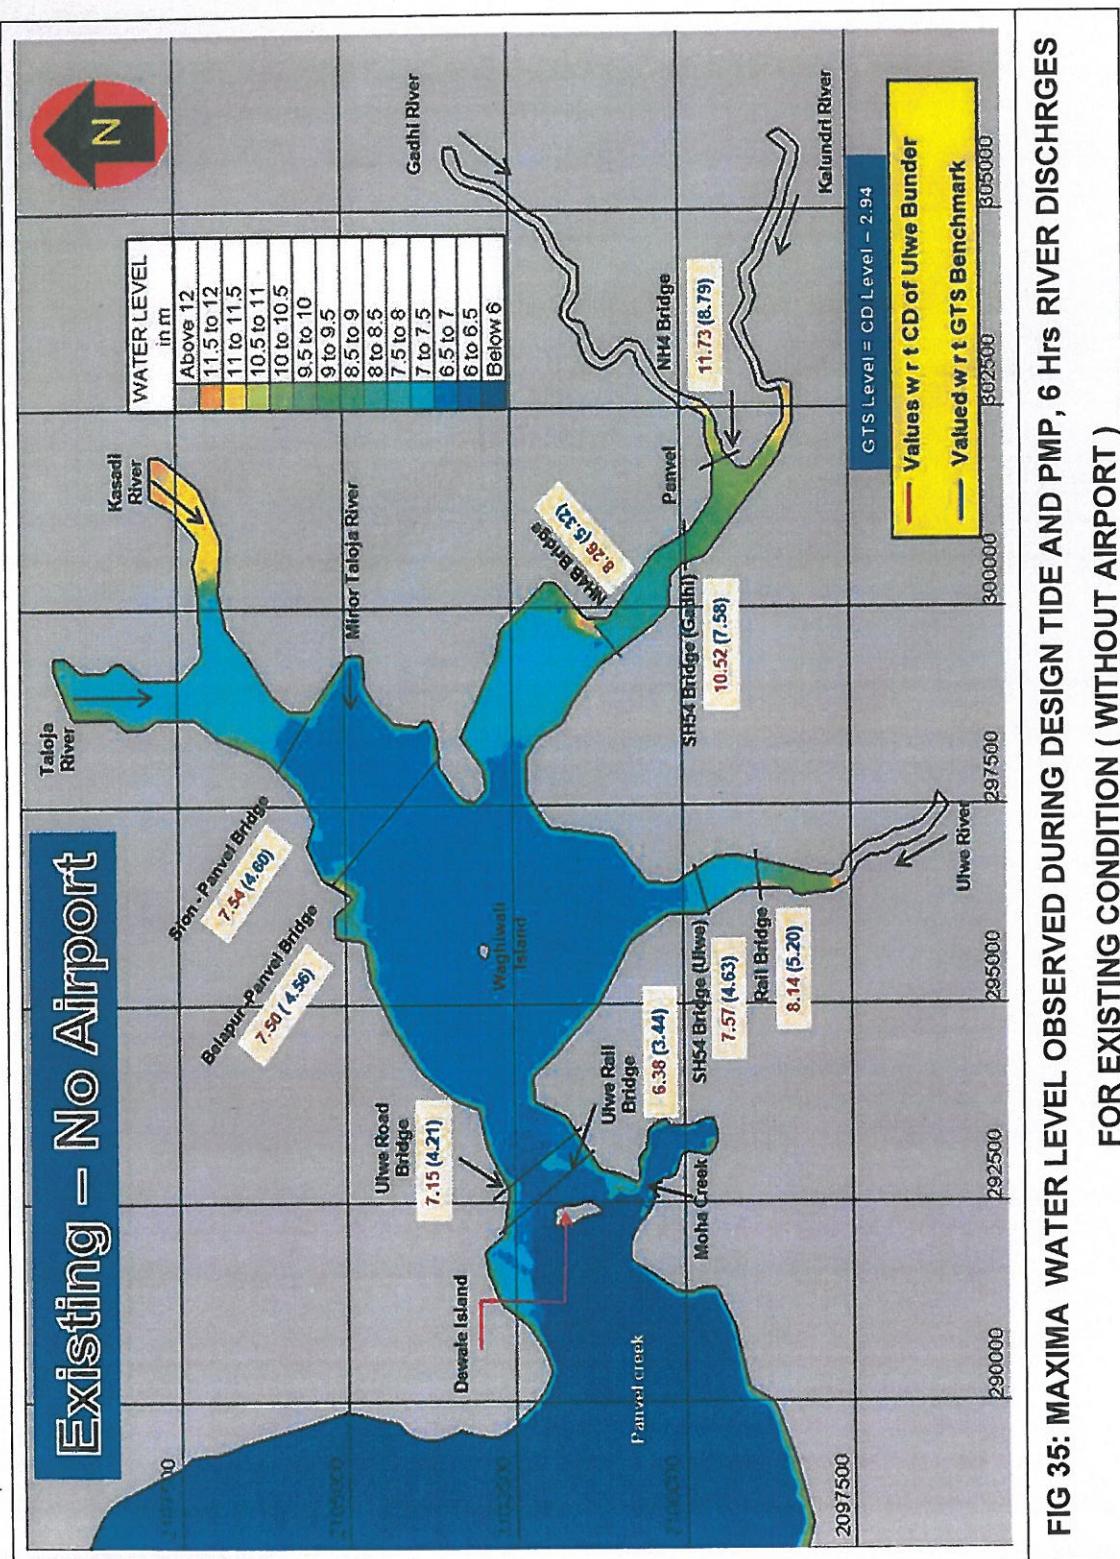 Existing – No Airport
N
WATER LEVEL
in m
Above 12
11.5 to 12
11 to 11.5
10.5 to 11
10 to 10.5
9.5 to 10
9 to 9.5
8.5 to 9
8 to 8.5
7.5 to 8
7 to 7.5
6.5 to 7
6 to 6.5
Below 6
Taloja
River
Kasadi
River
Gadhi River
Minor Taloja River
Sion - Panvel Bridge
7.54 (4.60)
Belapur-Panvel Bridge
7.50 ( 4.56)
NH4B Bridge
8.26 (5.32)
Panvel
NH4 Bridge
11.73 (8.79)
Kalundri River
SH54 Bridge (Gadhi)
10.52 (7.58)
Waghiwali
Island
Ulwe Road
Bridge
7.15 (4.21)
Ulwe Rail
Bridge
6.38 (3.44)
SH54 Bridge (Ulwe)
7.57 (4.63)
Rail Bridge
8.14 (5.20)
Ulwe River
Dewale Island
Moha Creek
Panvel creek
GTS Level = CD Level – 2.94
Values w r t CD of Ulwe Bunder
Valued w r t GTS Benchmark
2105000
2102500
2100000
2097500
290000
292500
295000
297500
300000
302500
305000
FIG 35: MAXIMA WATER LEVEL OBSERVED DURING DESIGN TIDE AND PMP, 6 Hrs RIVER DISCHRGES
FOR EXISTING CONDITION ( WITHOUT AIRPORT )